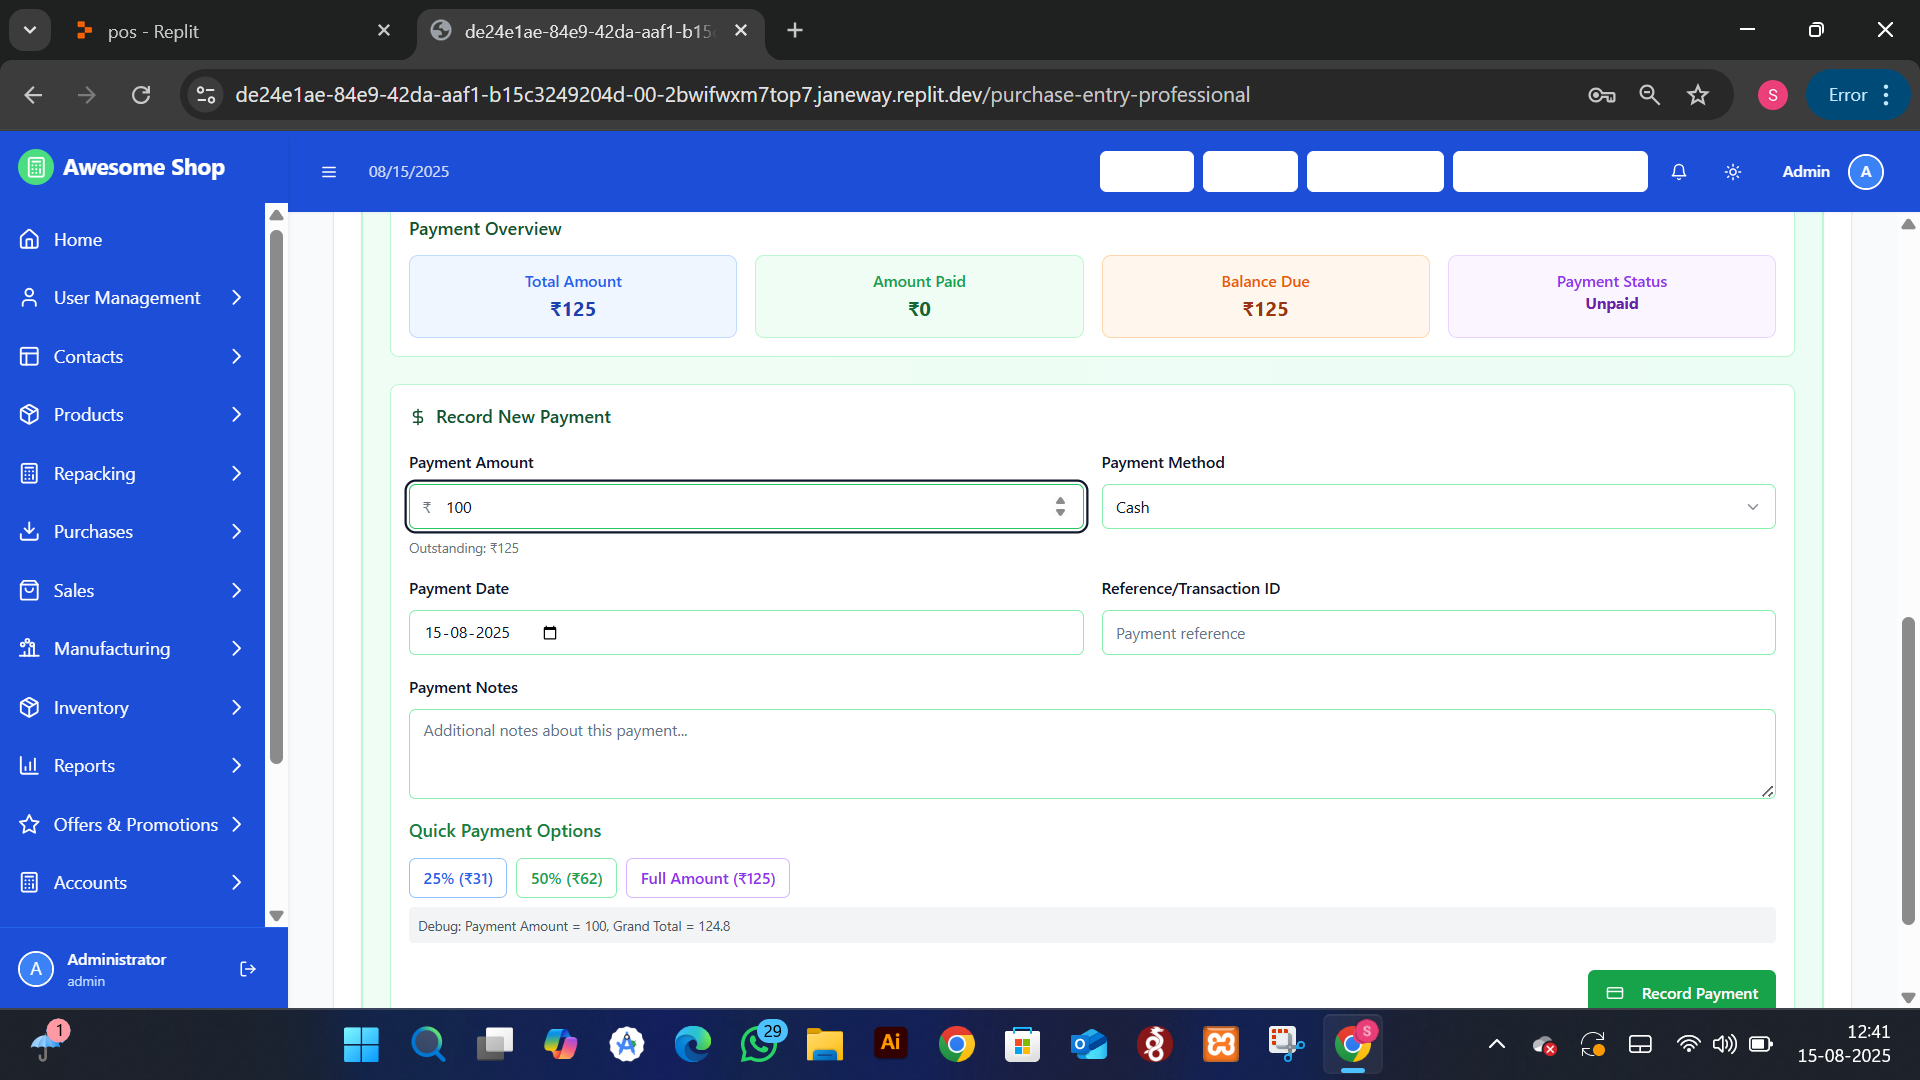 pos - Replit
de24e1ae-84e9-42da-aaf1-b15
de24e1ae-84e9-42da-aaf1-b15c3249204d-00-2bwifwxm7top7.janeway.replit.dev/purchase-entry-professional
S
Error
Awesome Shop
08/15/2025
Admin
A
Home
User Management
Contacts
Products
Repacking
Purchases
Sales
Manufacturing
Inventory
Reports
Offers & Promotions
Accounts
A
Administrator
admin
Payment Overview
Total Amount
₹125
Amount Paid
₹0
Balance Due
₹125
Payment Status
Unpaid
$ Record New Payment
Payment Amount
₹ 100
Outstanding: ₹125
Payment Method
Cash
Payment Date
15-08-2025
Reference/Transaction ID
Payment reference
Payment Notes
Additional notes about this payment...
Quick Payment Options
25% (₹31)
50% (₹62)
Full Amount (₹125)
Debug: Payment Amount = 100, Grand Total = 124.8
Record Payment
1
29
Ai
S
12:41
15-08-2025